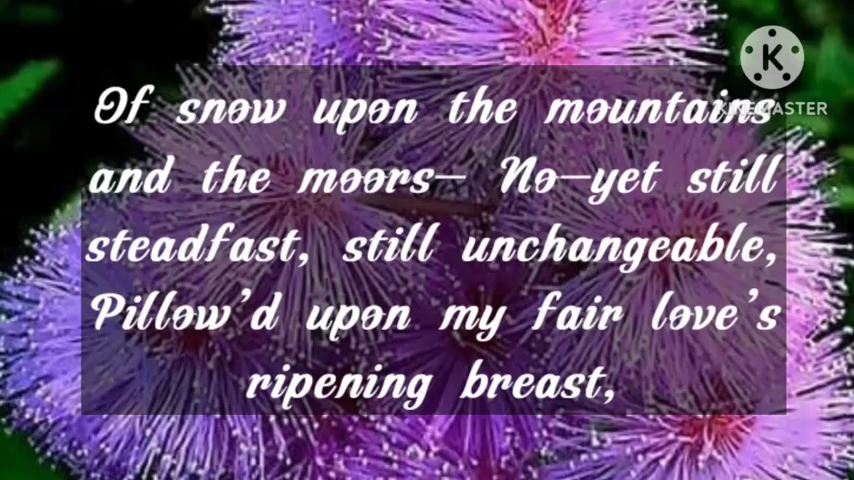 Of snow upon the mountains
and the moors— No—yet still
steadfast, still unchangeable,
Pillow’d upon my fair love’s
ripening breast,
K
KINEMASTER